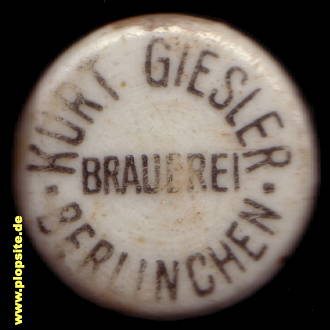 KURT GIESLER
BRAUEREI
BERLINCHEN
www.plopsite.de